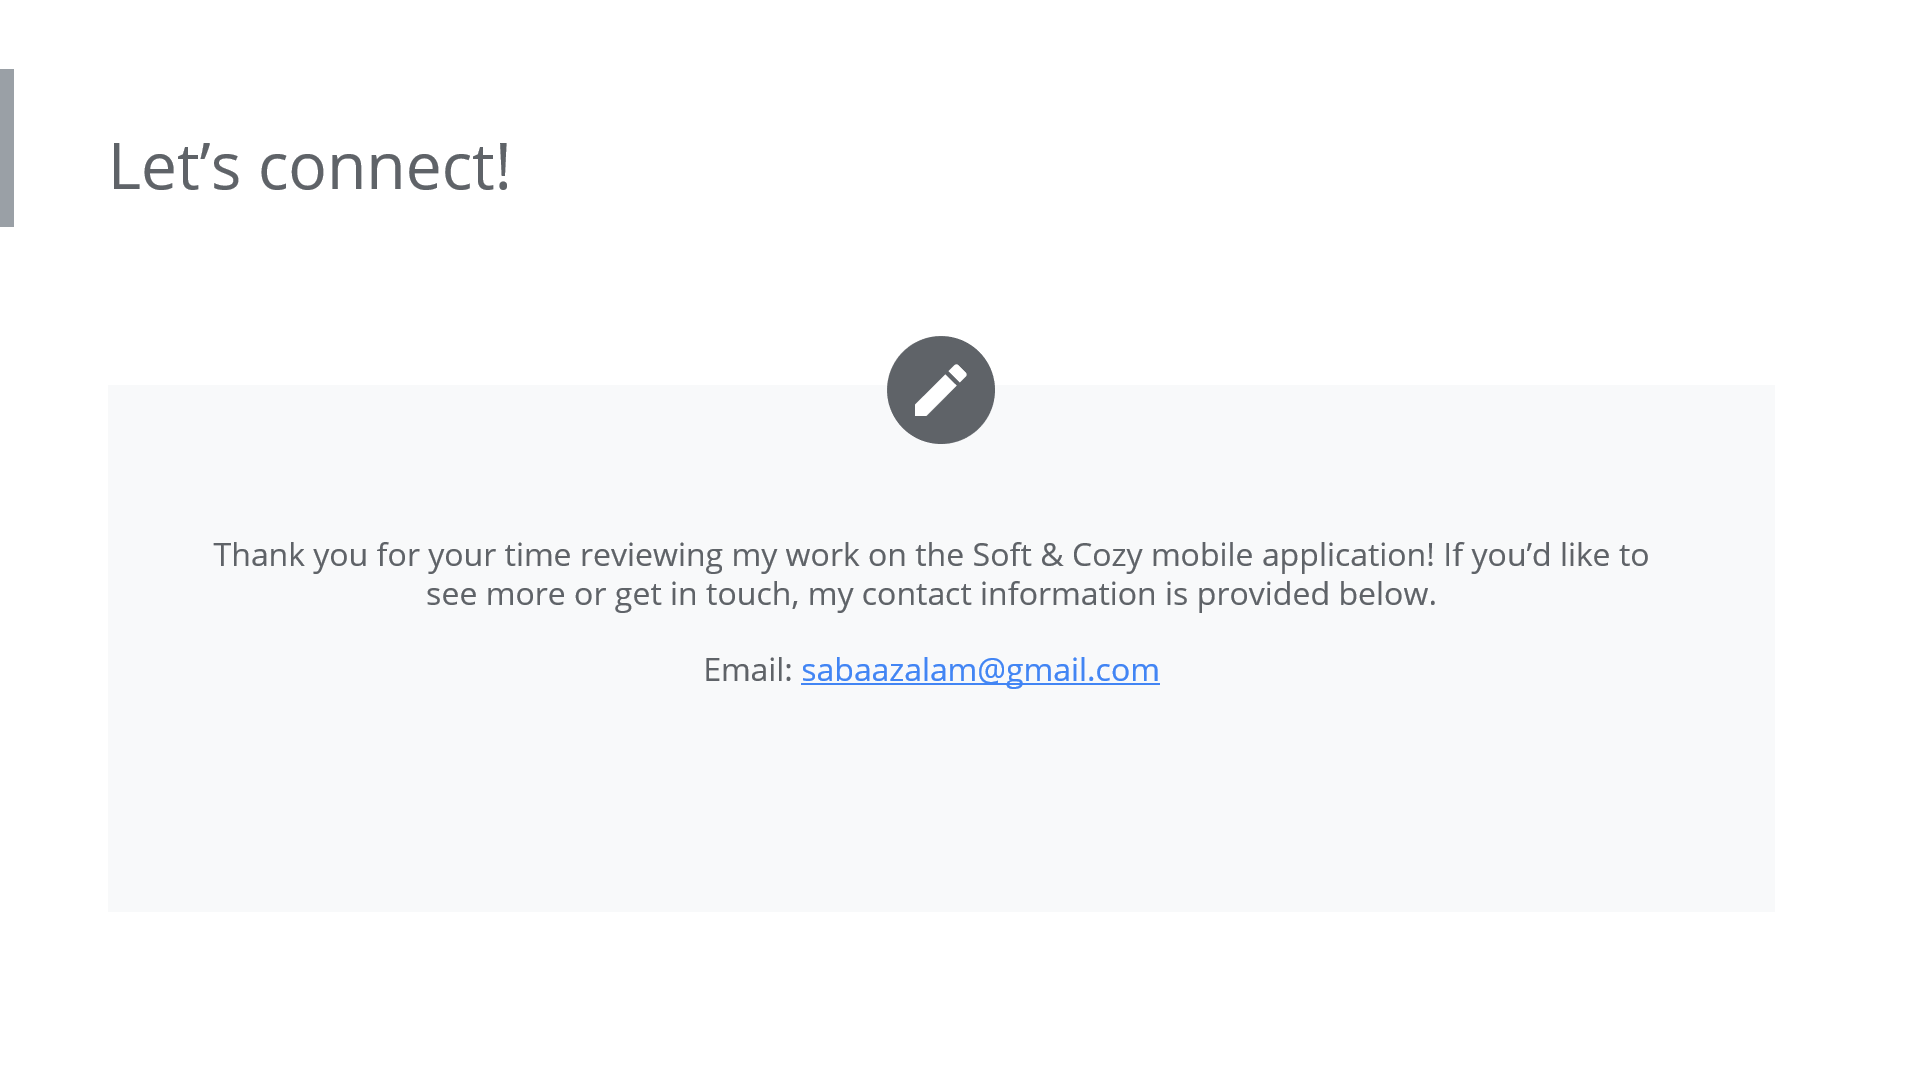 Let’s connect!
Thank you for your time reviewing my work on the Soft & Cozy mobile application! If you’d like to
see more or get in touch, my contact information is provided below.
Email: sabaazalam@gmail.com